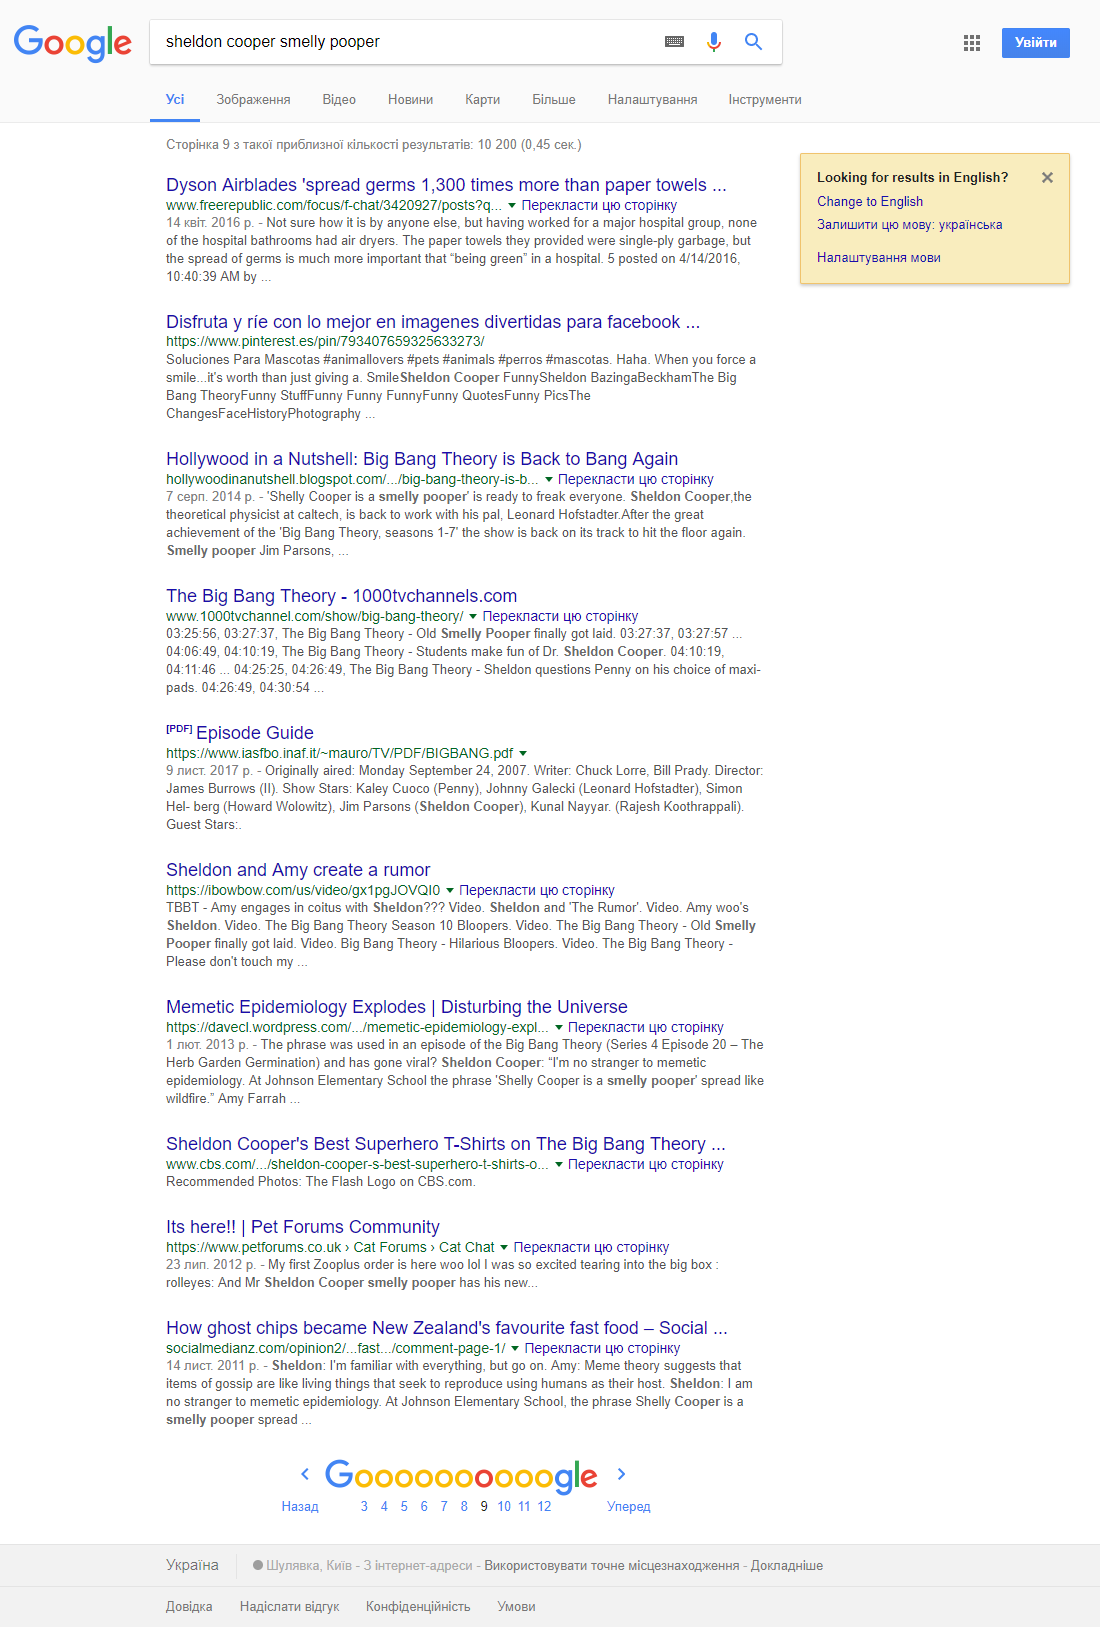 Google
sheldon cooper smelly pooper
Увійти
Усі Зображення Відео Новини Карти Більше Налаштування Інструменти
Сторінка 9 з такої приблизної кількості результатів: 10 200 (0,45 сек.)
Looking for results in English?
Change to English
Залишити цю мову: українська
Налаштування мови
Dyson Airblades 'spread germs 1,300 times more than paper towels ...
www.freerepublic.com/focus/f-chat/3420927/posts?q... Перекласти цю сторінку
14 квіт. 2016 р. - Not sure how it is by anyone else, but having worked for a major hospital group, none
of the hospital bathrooms had air dryers. The paper towels they provided were single-ply garbage, but
the spread of germs is much more important that “being green” in a hospital. 5 posted on 4/14/2016,
10:40:39 AM by ...
Disfruta y ríe con lo mejor en imagenes divertidas para facebook ...
https://www.pinterest.es/pin/793407659325633273/
Soluciones Para Mascotas #animallovers #pets #animals #perros #mascotas. Haha. When you force a
smile...it's worth than just giving a. SmileSheldon Cooper FunnySheldon BazingaBeckhamThe Big
Bang TheoryFunny StuffFunny Funny FunnyFunny QuotesFunny PicsThe
ChangesFaceHistoryPhotography ...
Hollywood in a Nutshell: Big Bang Theory is Back to Bang Again
hollywoodinanutshell.blogspot.com/.../big-bang-theory-is-b... Перекласти цю сторінку
7 серп. 2014 р. - 'Shelly Cooper is a smelly pooper' is ready to freak everyone. Sheldon Cooper,the
theoretical physicist at caltech, is back to work with his pal, Leonard Hofstadter.After the great
achievement of the 'Big Bang Theory, seasons 1-7' the show is back on its track to hit the floor again.
Smelly pooper Jim Parsons, ...
The Big Bang Theory - 1000tvchannels.com
www.1000tvchannel.com/show/big-bang-theory/ Перекласти цю сторінку
03:25:56, 03:27:37, The Big Bang Theory - Old Smelly Pooper finally got laid. 03:27:37, 03:27:57 ...
04:06:49, 04:10:19, The Big Bang Theory - Students make fun of Dr. Sheldon Cooper. 04:10:19,
04:11:46 ... 04:25:25, 04:26:49, The Big Bang Theory - Sheldon questions Penny on his choice of maxi-
pads. 04:26:49, 04:30:54 ...
[PDF] Episode Guide
https://www.iasfbo.inaf.it/~mauro/TV/PDF/BIGBANG.pdf
9 лист. 2017 р. - Originally aired: Monday September 24, 2007. Writer: Chuck Lorre, Bill Prady. Director:
James Burrows (II). Show Stars: Kaley Cuoco (Penny), Johnny Galecki (Leonard Hofstadter), Simon
Hel- berg (Howard Wolowitz), Jim Parsons (Sheldon Cooper), Kunal Nayyar. (Rajesh Koothrappali).
Guest Stars:.
Sheldon and Amy create a rumor
https://ibowbow.com/us/video/gx1pgJOVQI0 Перекласти цю сторінку
TBBT - Amy engages in coitus with Sheldon??? Video. Sheldon and 'The Rumor'. Video. Amy woo's
Sheldon. Video. The Big Bang Theory Season 10 Bloopers. Video. The Big Bang Theory - Old Smelly
Pooper finally got laid. Video. Big Bang Theory - Hilarious Bloopers. Video. The Big Bang Theory -
Please don't touch my ...
Memetic Epidemiology Explodes | Disturbing the Universe
https://davecl.wordpress.com/.../memetic-epidemiology-expl... Перекласти цю сторінку
1 лют. 2013 р. - The phrase was used in an episode of the Big Bang Theory (Series 4 Episode 20 – The
Herb Garden Germination) and has gone viral? Sheldon Cooper: “I'm no stranger to memetic
epidemiology. At Johnson Elementary School the phrase 'Shelly Cooper is a smelly pooper' spread like
wildfire.” Amy Farrah ...
Sheldon Cooper's Best Superhero T-Shirts on The Big Bang Theory ...
www.cbs.com/.../sheldon-cooper-s-best-superhero-t-shirts-o... Перекласти цю сторінку
Recommended Photos: The Flash Logo on CBS.com.
Its here!! | Pet Forums Community
https://www.petforums.co.uk › Cat Forums › Cat Chat Перекласти цю сторінку
23 лип. 2012 р. - My first Zooplus order is here woo lol I was so excited tearing into the big box :
rolleyes: And Mr Sheldon Cooper smelly pooper has his new...
How ghost chips became New Zealand's favourite fast food – Social ...
socialmedianz.com/opinion2/...fast.../comment-page-1/ Перекласти цю сторінку
14 лист. 2011 р. - Sheldon: I'm familiar with everything, but go on. Amy: Meme theory suggests that
items of gossip are like living things that seek to reproduce using humans as their host. Sheldon: I am
no stranger to memetic epidemiology. At Johnson Elementary School, the phrase Shelly Cooper is a
smelly pooper spread ...
Goooooooooogle
Назад 3 4 5 6 7 8 9 10 11 12 Уперед
Україна Шулявка, Київ - З інтернет-адреси - Використовувати точне місцезнаходження - Докладніше
Довідка Надіслати відгук Конфіденційність Умови